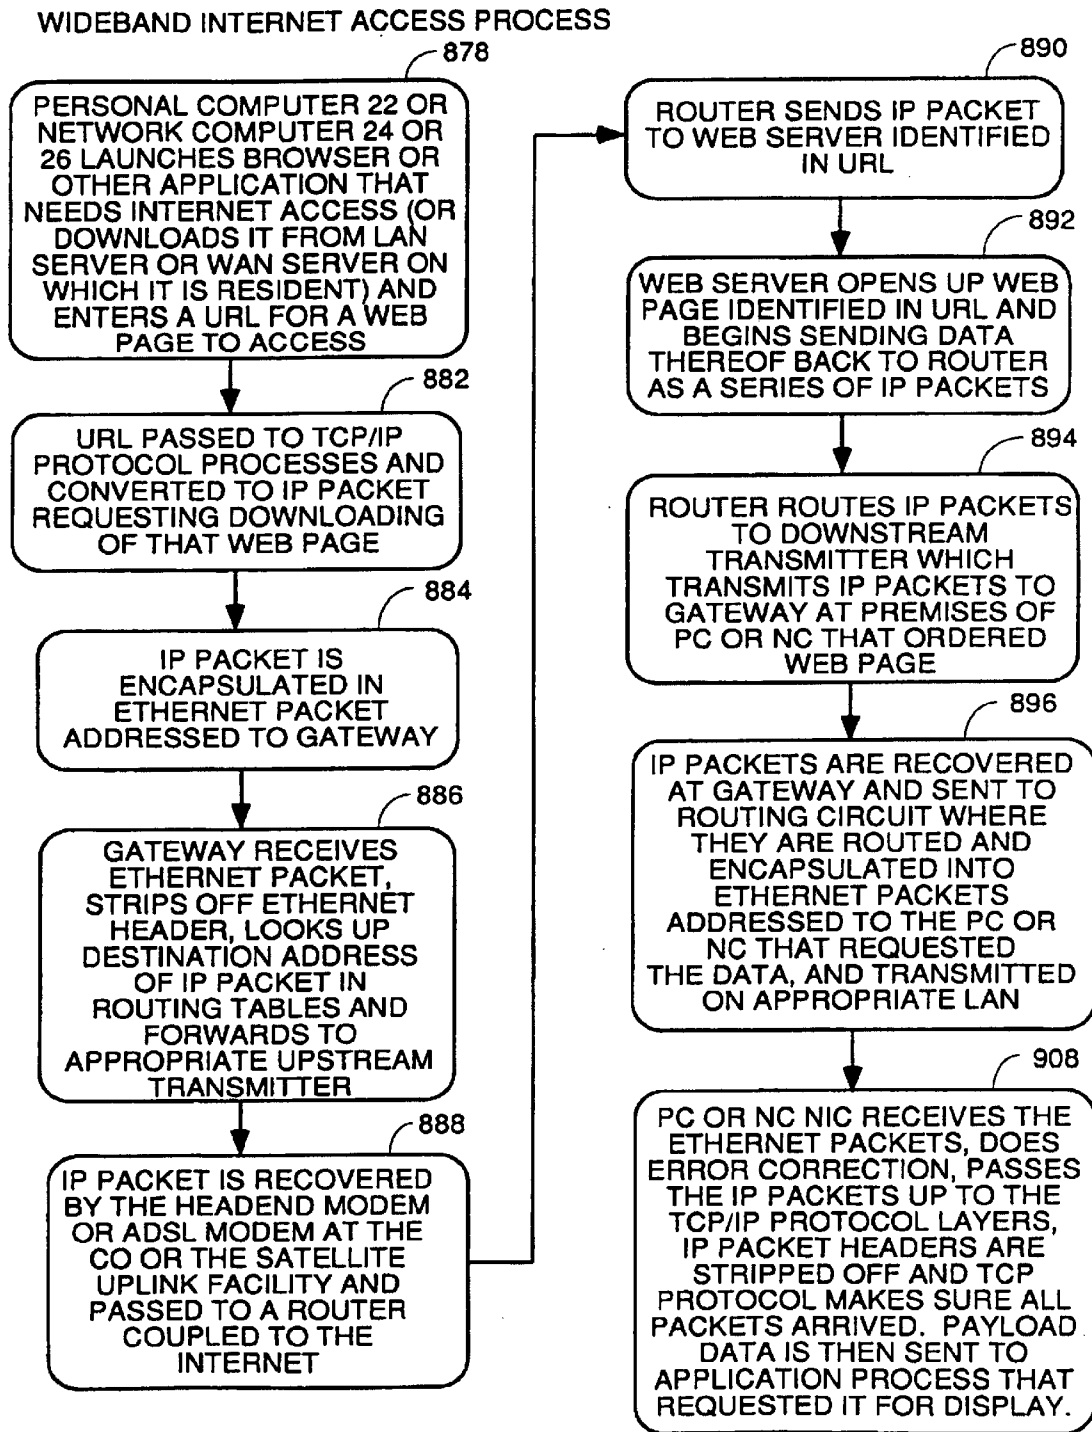 WIDEBAND INTERNET ACCESS PROCESS
878
PERSONAL COMPUTER 22 OR
NETWORK COMPUTER 24 OR
26 LAUNCHES BROWSER OR
OTHER APPLICATION THAT
NEEDS INTERNET ACCESS (OR
DOWNLOADS IT FROM LAN
SERVER OR WAN SERVER ON
WHICH IT IS RESIDENT) AND
ENTERS A URL FOR A WEB
PAGE TO ACCESS
882
URL PASSED TO TCP/IP
PROTOCOL PROCESSES AND
CONVERTED TO IP PACKET
REQUESTING DOWNLOADING
OF THAT WEB PAGE
884
IP PACKET IS
ENCAPSULATED IN
ETHERNET PACKET
ADDRESSED TO GATEWAY
886
GATEWAY RECEIVES
ETHERNET PACKET,
STRIPS OFF ETHERNET
HEADER, LOOKS UP
DESTINATION ADDRESS
OF IP PACKET IN
ROUTING TABLES AND
FORWARDS TO
APPROPRIATE UPSTREAM
TRANSMITTER
888
IP PACKET IS RECOVERED
BY THE HEADEND MODEM
OR ADSL MODEM AT THE
CO OR THE SATELLITE
UPLINK FACILITY AND
PASSED TO A ROUTER
COUPLED TO THE
INTERNET
890
ROUTER SENDS IP PACKET
TO WEB SERVER IDENTIFIED
IN URL
892
WEB SERVER OPENS UP WEB
PAGE IDENTIFIED IN URL AND
BEGINS SENDING DATA
THEREOF BACK TO ROUTER
AS A SERIES OF IP PACKETS
894
ROUTER ROUTES IP PACKETS
TO DOWNSTREAM
TRANSMITTER WHICH
TRANSMITS IP PACKETS TO
GATEWAY AT PREMISES OF
PC OR NC THAT ORDERED
WEB PAGE
896
IP PACKETS ARE RECOVERED
AT GATEWAY AND SENT TO
ROUTING CIRCUIT WHERE
THEY ARE ROUTED AND
ENCAPSULATED INTO
ETHERNET PACKETS
ADDRESSED TO THE PC OR
NC THAT REQUESTED
THE DATA, AND TRANSMITTED
ON APPROPRIATE LAN
908
PC OR NC NIC RECEIVES THE
ETHERNET PACKETS, DOES
ERROR CORRECTION, PASSES
THE IP PACKETS UP TO THE
TCP/IP PROTOCOL LAYERS,
IP PACKET HEADERS ARE
STRIPPED OFF AND TCP
PROTOCOL MAKES SURE ALL
PACKETS ARRIVED. PAYLOAD
DATA IS THEN SENT TO
APPLICATION PROCESS THAT
REQUESTED IT FOR DISPLAY.